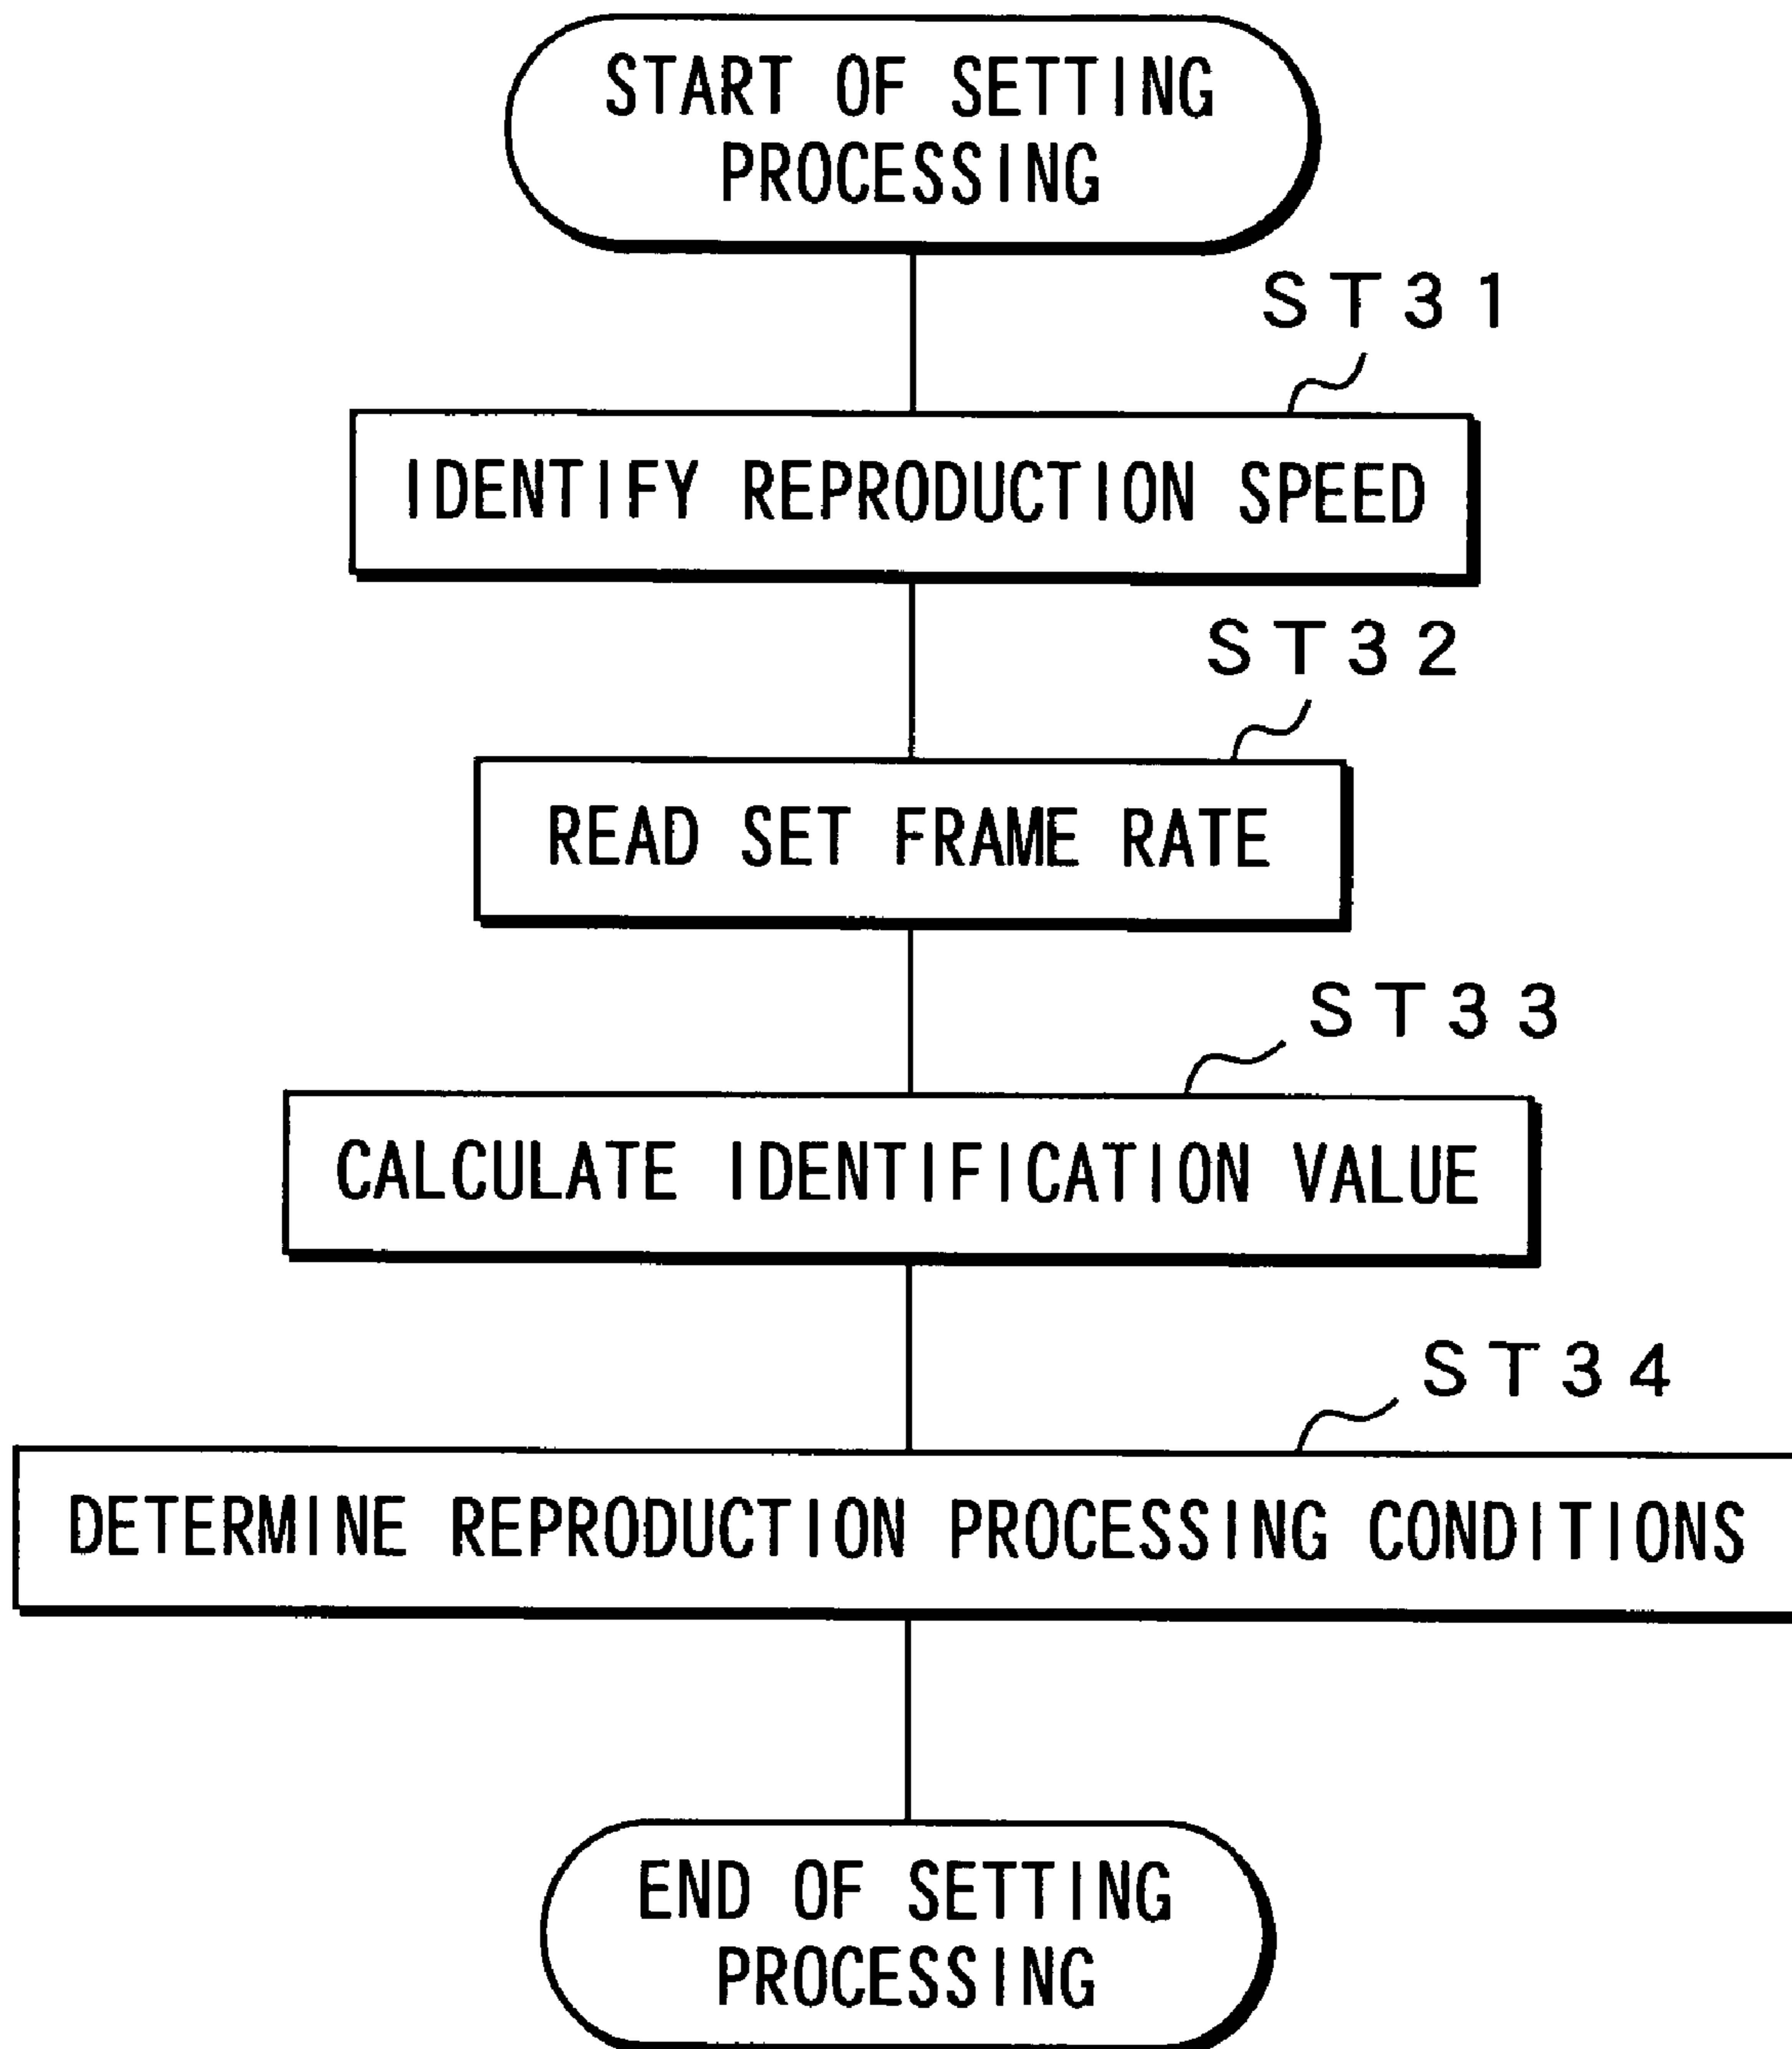 START OF SETTING
PROCESSING
ST31
IDENTIFY REPRODUCTION SPEED
ST32
READ SET FRAME RATE
ST33
CALCULATE IDENTIFICATION VALUE
ST34
DETERMINE REPRODUCTION PROCESSING CONDITIONS
END OF SETTING
PROCESSING